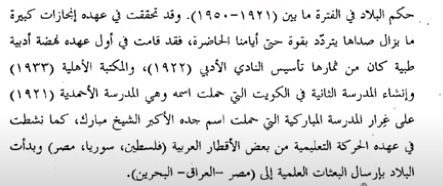 حكم البلاد في الفترة ما بين (١٩٢١-١٩٥٠). وقد تحققت في عهده إنجازات كبيرة
ما يزال صداها يتردّد بقوة حتى أيامنا الحاضرة، فقد قامت في أول عهده نهضة أدبية
طيبة كان من ثمارها تأسيس النادي الأدبي (١٩٢٢)، والمكتبة الأهلية (١٩٣٣)
وإنشاء المدرسة الثانية في الكويت التي حملت اسمه وهي المدرسة الأحمدية (١٩٢١)
على غرار المدرسة المباركية التي حملت اسم جده الأكبر الشيخ مبارك، كما نشطت
في عهده الحركة التعليمية من بعض الأقطار العربية (فلسطين، سوريا، مصر) وبدأت
البلاد بإرسال البعثات العلمية إلى (مصر -العراق- البحرين).